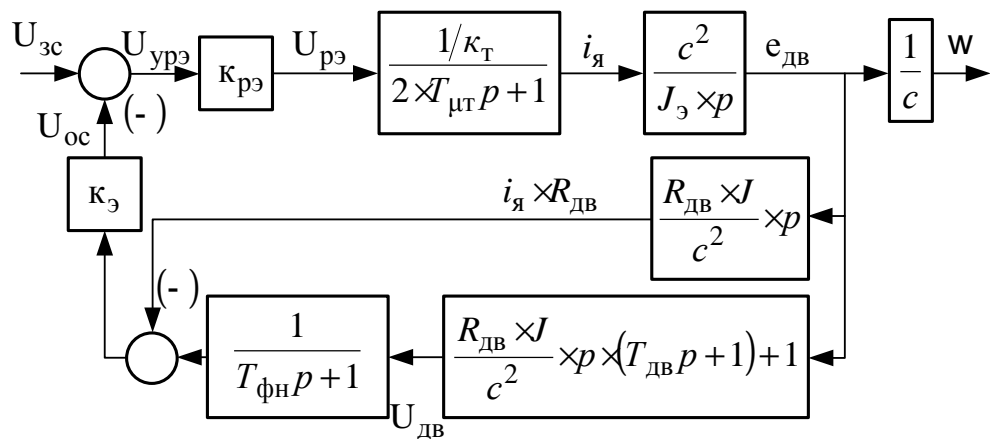 U_зс
U_урэ
к_рэ
U_рэ
1/к_т
2×T_μт p+1
i_я
c²
J_э×p
e_дв
1
c
w
(-)
U_ос
к_э
i_я×R_дв
R_дв×J
c²
×p
(-)
1
T_фн p+1
U_дв
R_дв×J
c²
×p×(T_дв p+1)+1